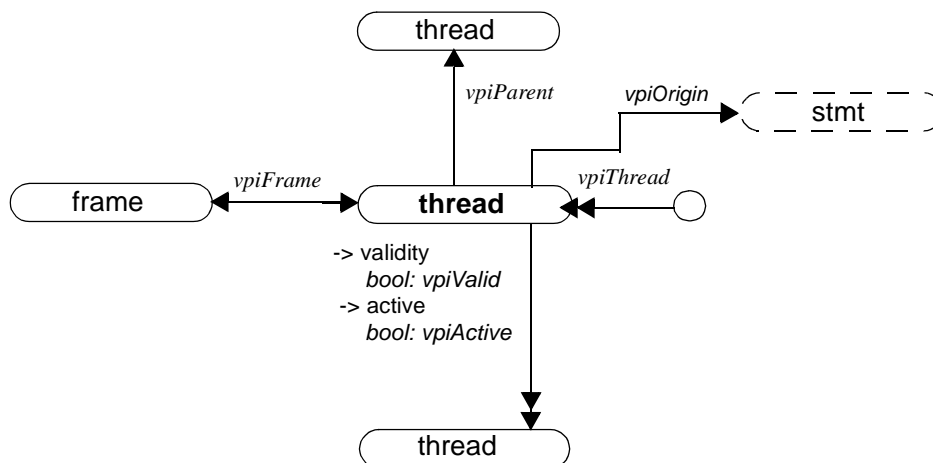 thread
vpiParent
vpiOrigin
stmt
vpiFrame
vpiThread
frame
thread
-> validity
bool: vpiValid
-> active
bool: vpiActive
thread